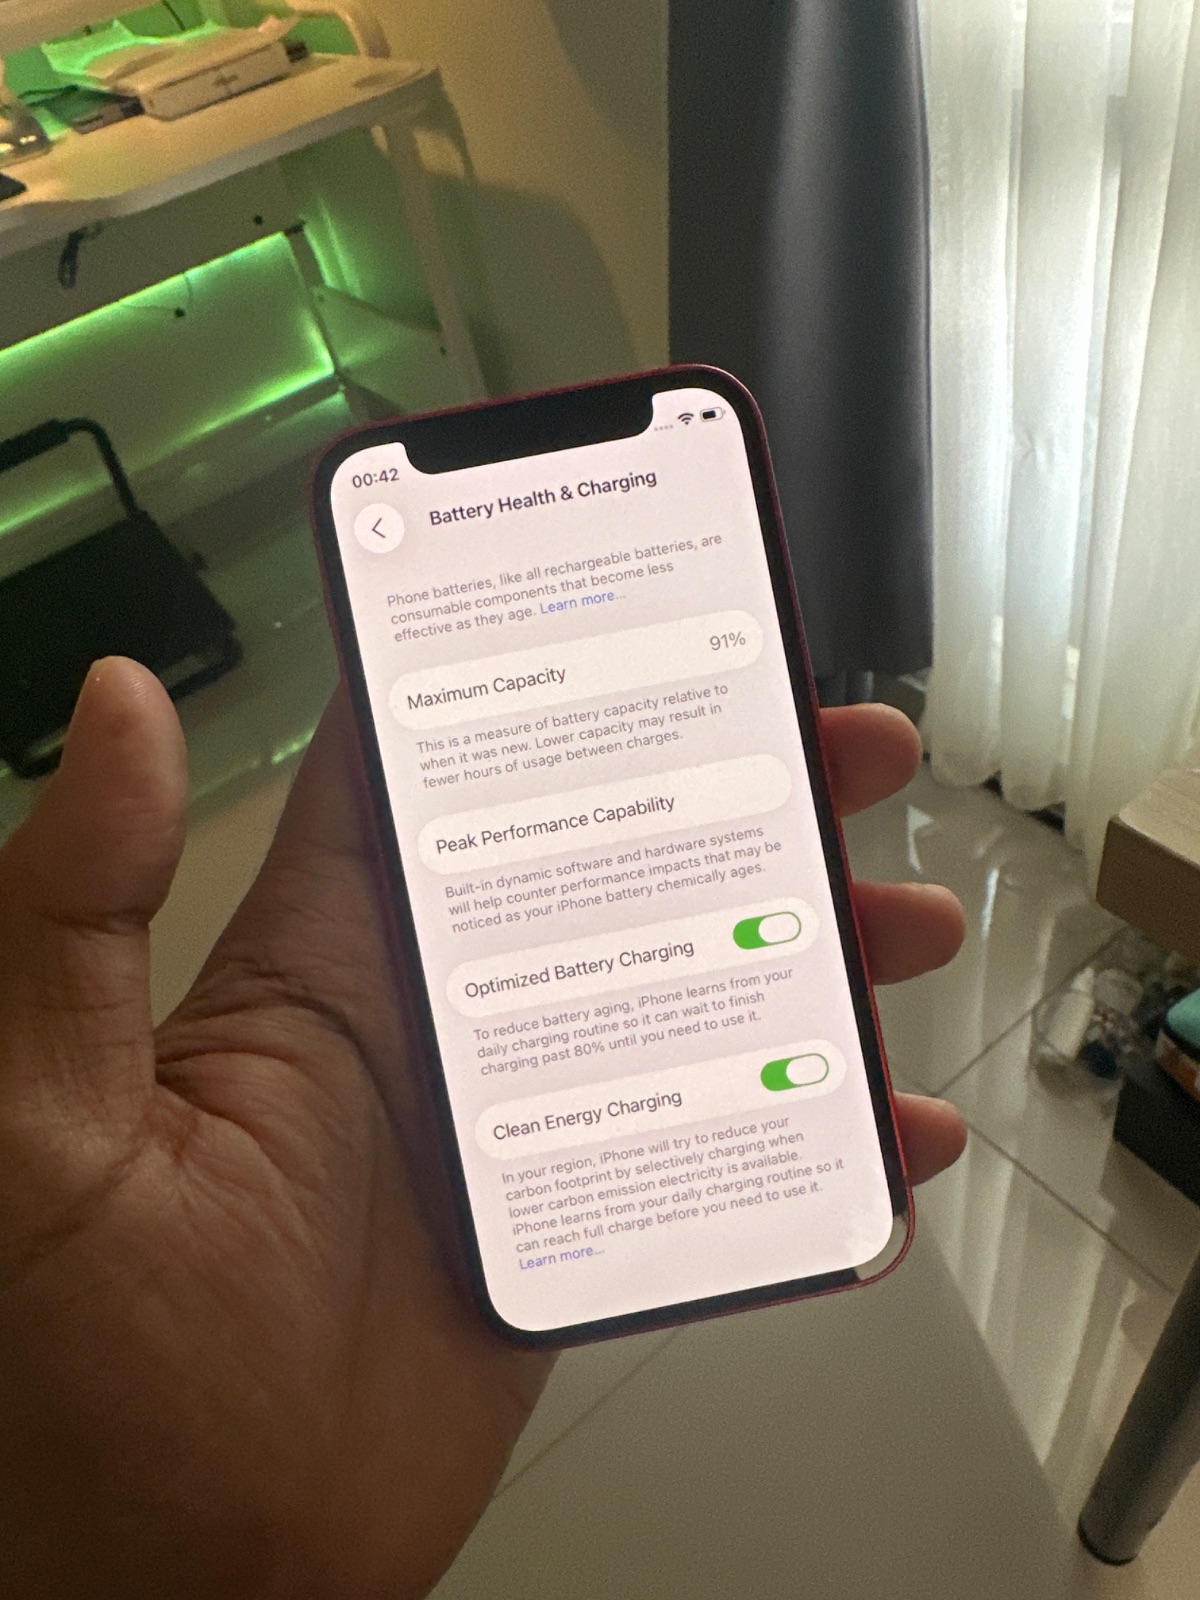 00:42
Battery Health & Charging
Phone batteries, like all rechargeable batteries, are
consumable components that become less
effective as they age. Learn more...
Maximum Capacity 91%
This is a measure of battery capacity relative to
when it was new. Lower capacity may result in
fewer hours of usage between charges.
Peak Performance Capability
Built-in dynamic software and hardware systems
will help counter performance impacts that may be
noticed as your iPhone battery chemically ages.
Optimized Battery Charging
To reduce battery aging, iPhone learns from your
daily charging routine so it can wait to finish
charging past 80% until you need to use it.
Clean Energy Charging
In your region, iPhone will try to reduce your
carbon footprint by selectively charging when
lower carbon emission electricity is available.
iPhone learns from your daily charging routine so it
can reach full charge before you need to use it.
Learn more...